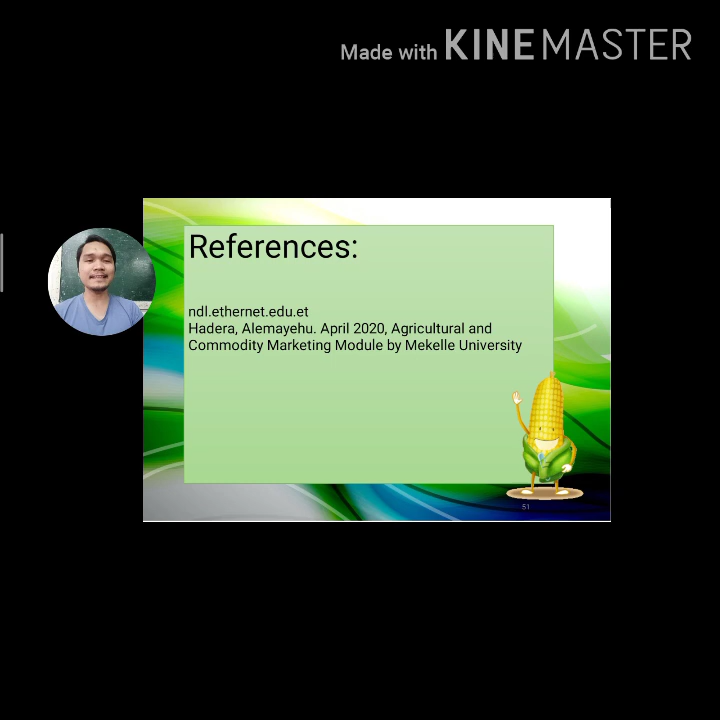 Made with KINEMASTER
References:
ndl.ethernet.edu.et
Hadera, Alemayehu. April 2020, Agricultural and
Commodity Marketing Module by Mekelle University
51